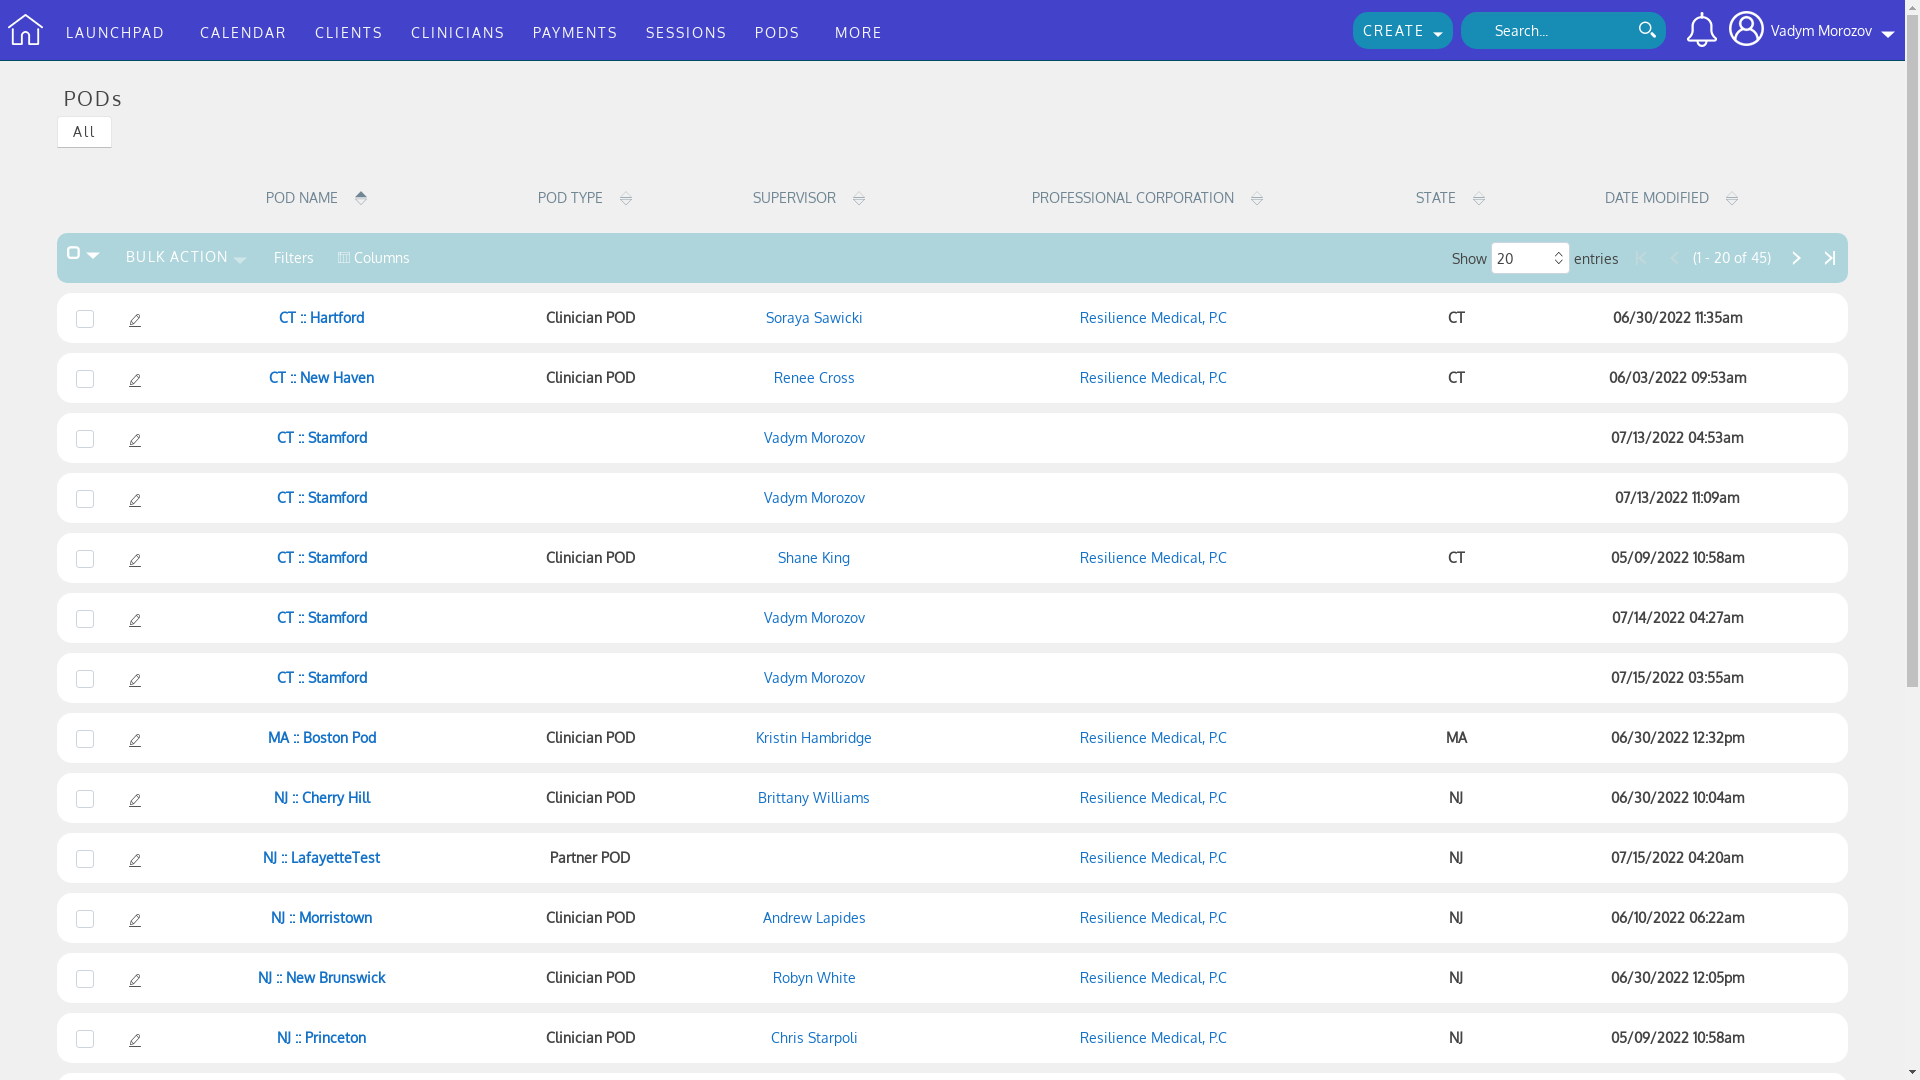 LAUNCHPAD CALENDAR CLIENTS CLINICIANS PAYMENTS SESSIONS PODS MORE CREATE Search... Vadym Morozov
PODs
All
POD NAME POD TYPE SUPERVISOR PROFESSIONAL CORPORATION STATE DATE MODIFIED
BULK ACTION Filters Columns Show 20 entries (1 - 20 of 45)
CT :: Hartford Clinician POD Soraya Sawicki Resilience Medical, P.C CT 06/30/2022 11:35am
CT :: New Haven Clinician POD Renee Cross Resilience Medical, P.C CT 06/03/2022 09:53am
CT :: Stamford Vadym Morozov 07/13/2022 04:53am
CT :: Stamford Vadym Morozov 07/13/2022 11:09am
CT :: Stamford Clinician POD Shane King Resilience Medical, P.C CT 05/09/2022 10:58am
CT :: Stamford Vadym Morozov 07/14/2022 04:27am
CT :: Stamford Vadym Morozov 07/15/2022 03:55am
MA :: Boston Pod Clinician POD Kristin Hambridge Resilience Medical, P.C MA 06/30/2022 12:32pm
NJ :: Cherry Hill Clinician POD Brittany Williams Resilience Medical, P.C NJ 06/30/2022 10:04am
NJ :: LafayetteTest Partner POD Resilience Medical, P.C NJ 07/15/2022 04:20am
NJ :: Morristown Clinician POD Andrew Lapides Resilience Medical, P.C NJ 06/10/2022 06:22am
NJ :: New Brunswick Clinician POD Robyn White Resilience Medical, P.C NJ 06/30/2022 12:05pm
NJ :: Princeton Clinician POD Chris Starpoli Resilience Medical, P.C NJ 05/09/2022 10:58am